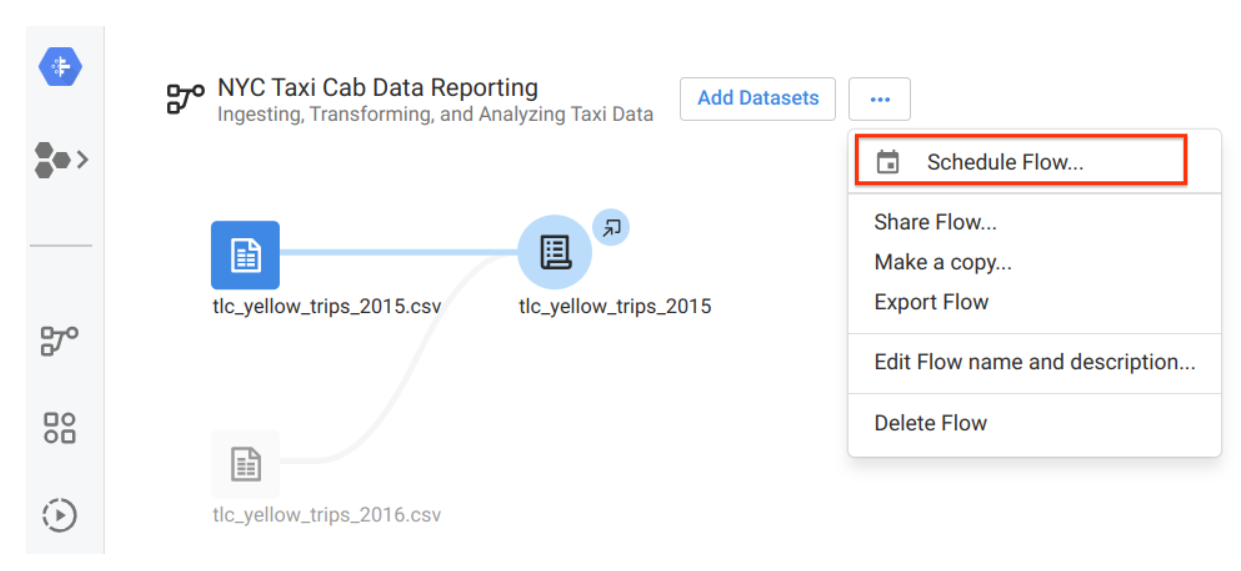 NYC Taxi Cab Data Reporting
Ingesting, Transforming, and Analyzing Taxi Data
Add Datasets
...
Schedule Flow...
Share Flow...
Make a copy...
Export Flow
Edit Flow name and description...
Delete Flow
tlc_yellow_trips_2015.csv
tlc_yellow_trips_2015
tlc_yellow_trips_2016.csv